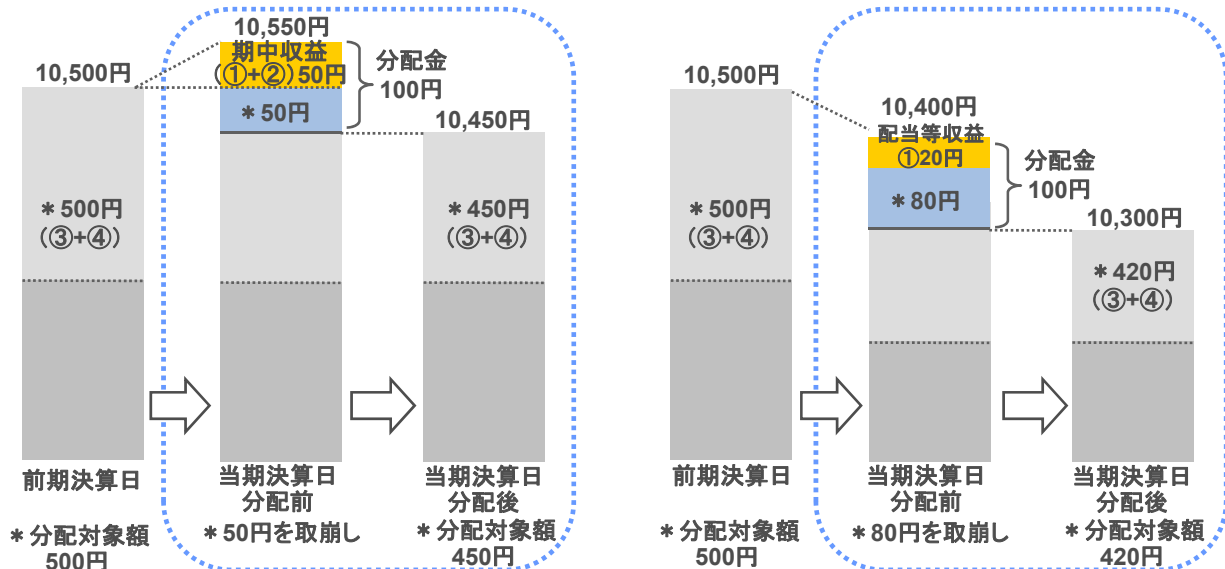 10,550円
期中収益
(①+②)50円
分配金
100円
10,500円
＊50円
10,450円
＊500円
(③+④)
＊450円
(③+④)
前期決算日
当期決算日
分配前
当期決算日
分配後
＊分配対象額
500円
＊50円を取崩し
＊分配対象額
450円
10,500円
10,400円
配当等収益
①20円
分配金
100円
＊80円
10,300円
＊500円
(③+④)
＊420円
(③+④)
前期決算日
当期決算日
分配前
当期決算日
分配後
＊分配対象額
500円
＊80円を取崩し
＊分配対象額
420円